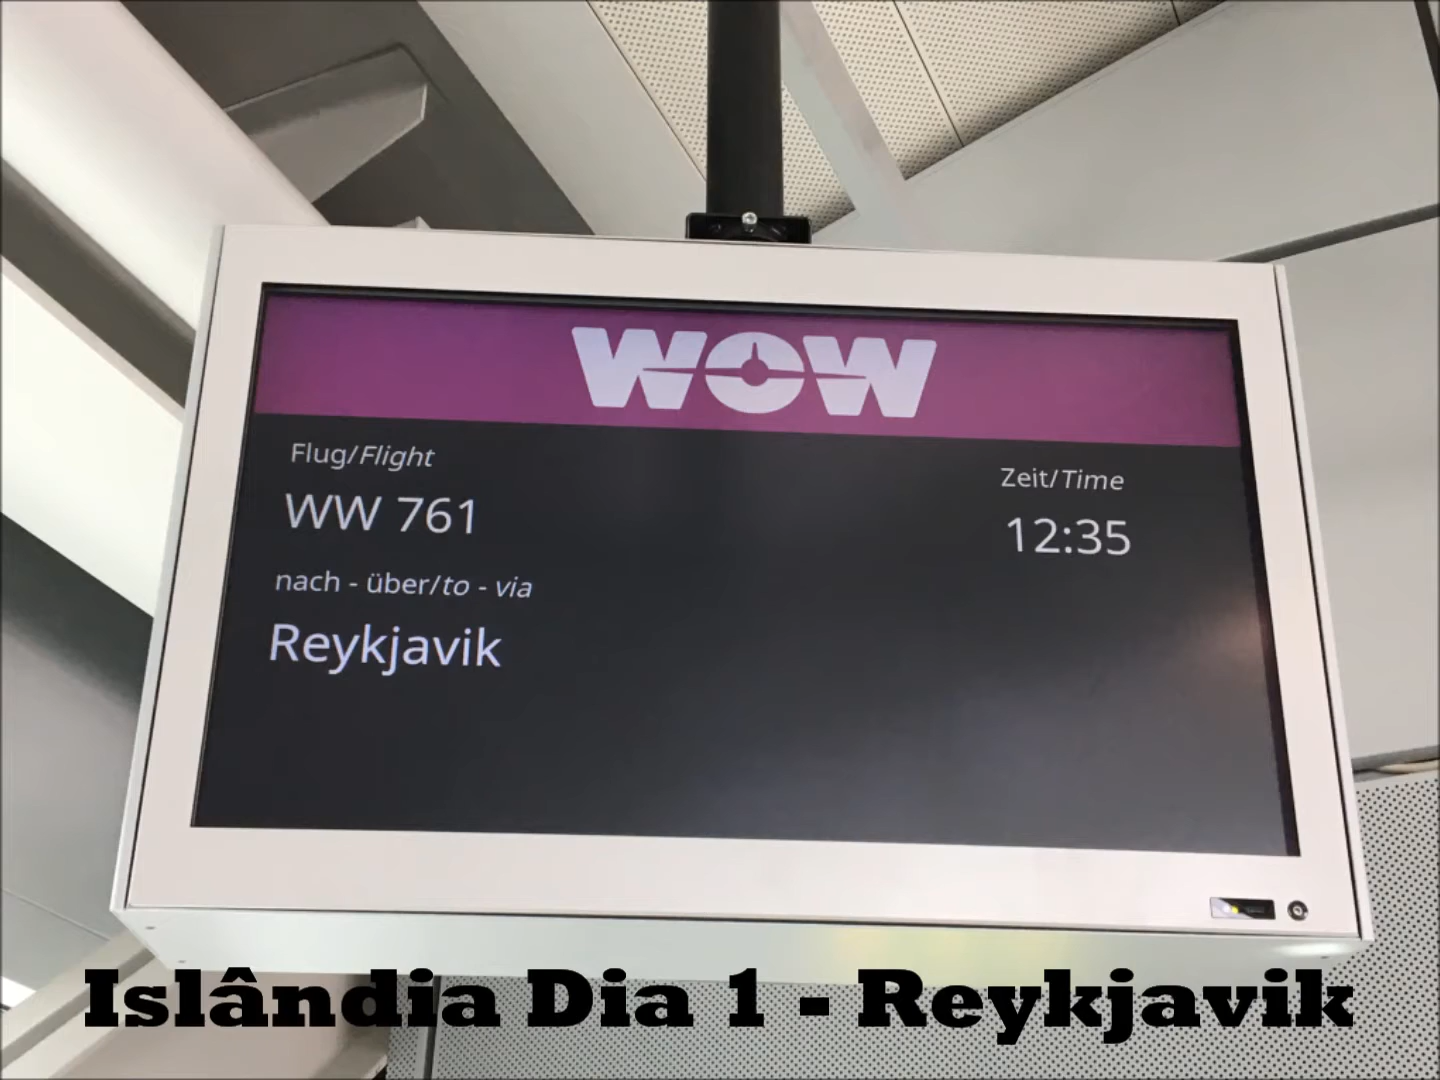 WOW
Flug/Flight
Zeit/Time
WW 761
12:35
nach - über/to - via
Reykjavik
Islândia Dia 1 - Reykjavik